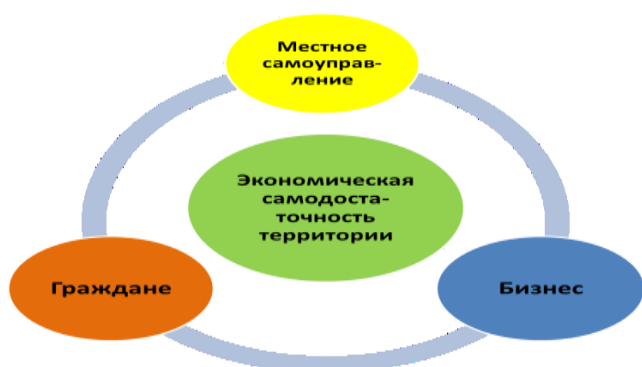 Местное
самоуправ-
ление
Экономическая
самодоста-
точность
территории
Граждане
Бизнес